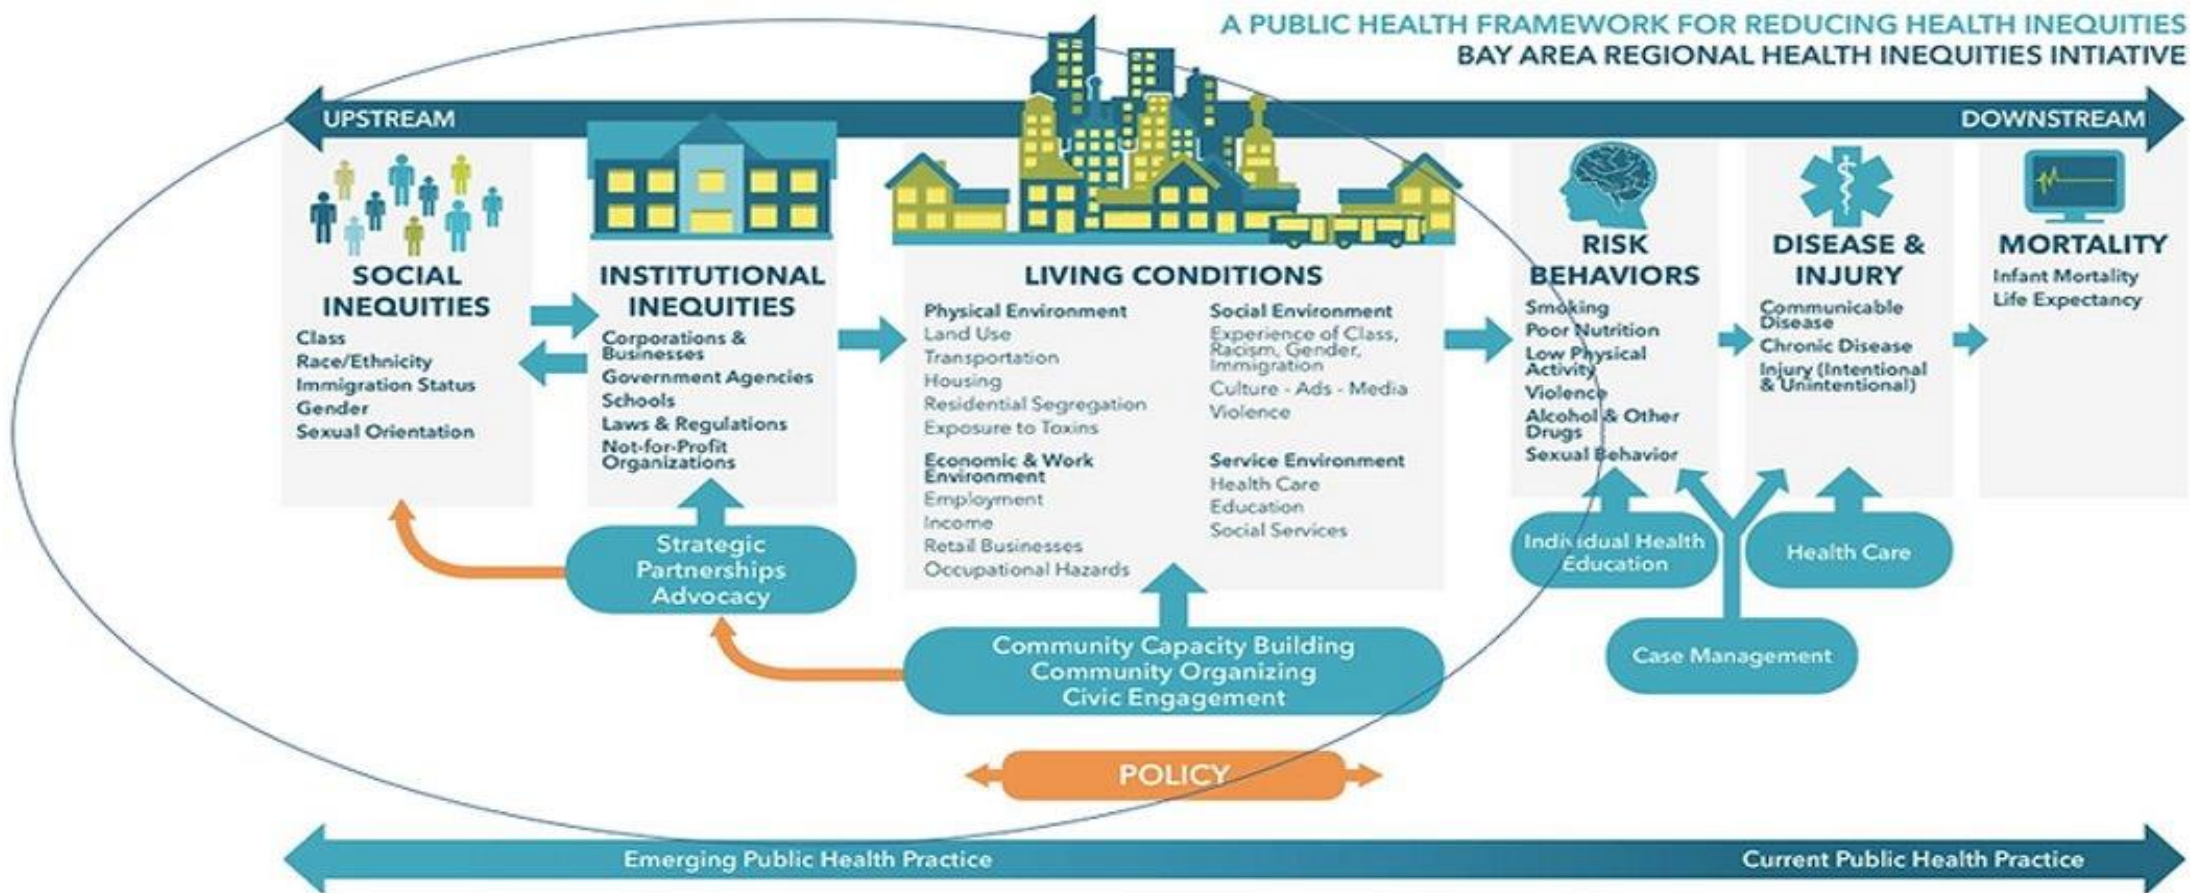 A PUBLIC HEALTH FRAMEWORK FOR REDUCING HEALTH INEQUITIES
BAY AREA REGIONAL HEALTH INEQUITIES INTIATIVE
UPSTREAM
DOWNSTREAM
SOCIAL
INEQUITIES
Class
Race/Ethnicity
Immigration Status
Gender
Sexual Orientation
INSTITUTIONAL
INEQUITIES
Corporations &
Businesses
Government Agencies
Schools
Laws & Regulations
Not-for-Profit
Organizations
LIVING CONDITIONS
Physical Environment
Land Use
Transportation
Housing
Residential Segregation
Exposure to Toxins
Economic & Work
Environment
Employment
Income
Retail Businesses
Occupational Hazards
Social Environment
Experience of Class,
Racism, Gender,
Immigration
Culture - Ads - Media
Violence
Service Environment
Health Care
Education
Social Services
RISK
BEHAVIORS
Smoking
Poor Nutrition
Low Physical
Activity
Violence
Alcohol & Other
Drugs
Sexual Behavior
DISEASE &
INJURY
Communicable
Disease
Chronic Disease
Injury (Intentional
& Unintentional)
MORTALITY
Infant Mortality
Life Expectancy
Strategic
Partnerships
Advocacy
Community Capacity Building
Community Organizing
Civic Engagement
Individual Health
Education
Health Care
Case Management
POLICY
Emerging Public Health Practice
Current Public Health Practice